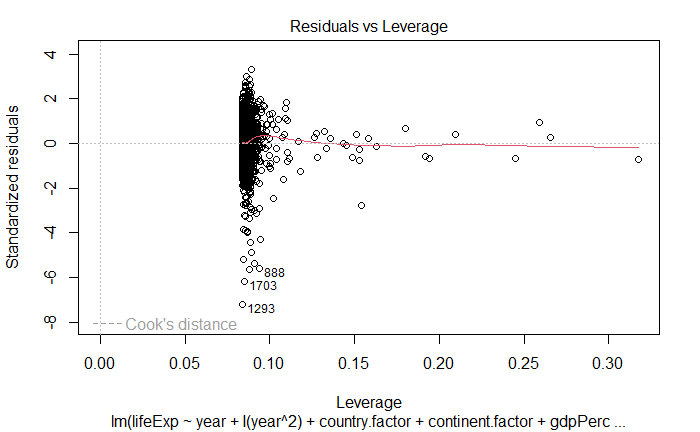 Residuals vs Leverage
Standardized residuals
4
2
0
-2
-4
-6
-8
888
1703
1293
Cook's distance
0.00 0.05 0.10 0.15 0.20 0.25 0.30
Leverage
lm(lifeExp ~ year + I(year^2) + country.factor + continent.factor + gdpPerc ...